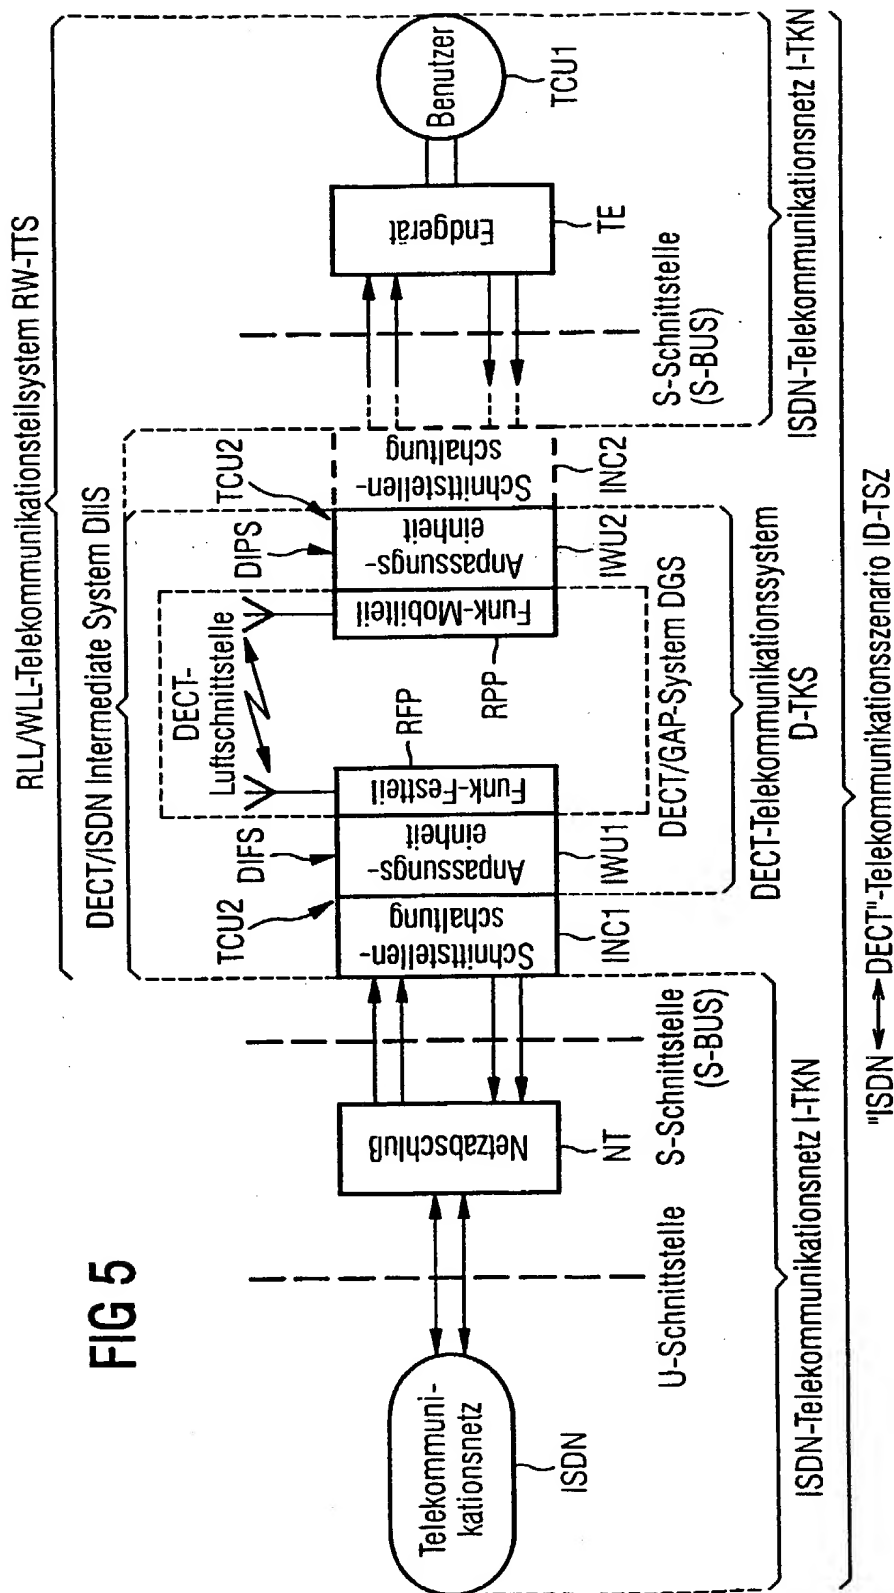 FIG 5
RLL/WLL-Telekommunikationsteilsystem RW-TTS
DECT/ISDN Intermediate System DIIS
TCU2
DIFS
DECT-
Luftschnittstelle
RFP
DIPS
TCU2
Telekommuni-
kationsnetz
ISDN
U-Schnittstelle
Netzabschluß
NT
S-Schnittstelle
(S-BUS)
Schnittstellen-
schaltung
INC1
Anpassungs-
einheit
IWU1
Funk-Festteil
RPP
Funk-Mobilteil
Anpassungs-
einheit
IWU2
Schnittstellen-
schaltung
INC2
S-Schnittstelle
(S-BUS)
Endgerät
TE
Benutzer
TCU1
DECT/GAP-System DGS
DECT-Telekommunikationssystem
D-TKS
ISDN-Telekommunikationsnetz I-TKN
ISDN-Telekommunikationsnetz I-TKN
"ISDN ⟷ DECT"-Telekommunikationsszenario ID-TSZ